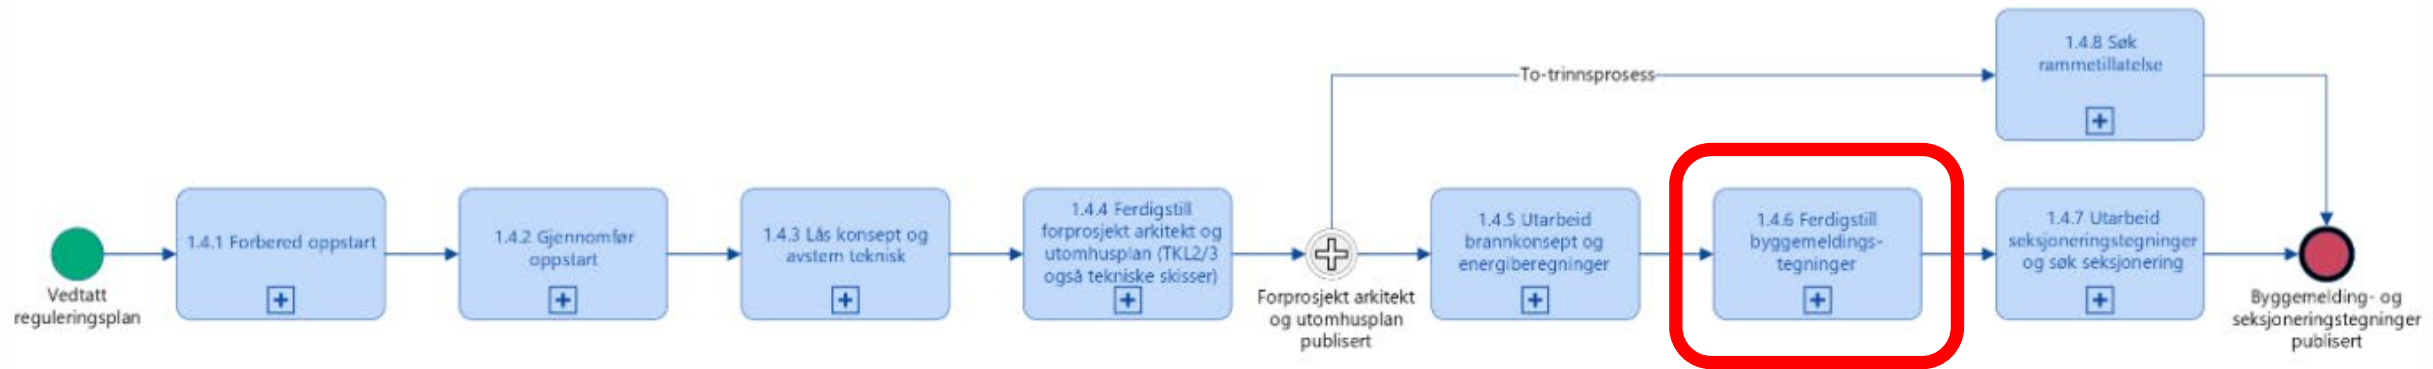 Vedtatt
reguleringsplan
1.4.1 Forbered oppstart
1.4.2 Gjennomfør
oppstart
1.4.3 Lås konsept og
avstem teknisk
1.4.4 Ferdigstill
forprosjekt arkitekt og
utomhusplan (TKL2/3
også tekniske skisser)
Forprosjekt arkitekt
og utomhusplan
publisert
To-trinnsprosess
1.4.8 Søk
rammetillatelse
1.4.5 Utarbeid
brannkonsept og
energiberegninger
1.4.6 Ferdigstill
byggemeldings-
tegninger
1.4.7 Utarbeid
seksjoneringstegninger
og søk seksjonering
Byggemelding- og
seksjoneringstegninger
publisert